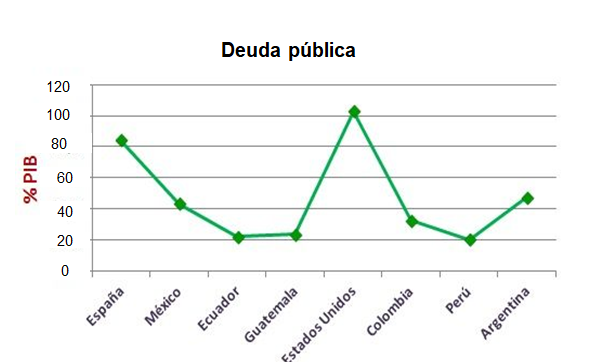 Deuda pública
% PIB
120
100
80
60
40
20
0
España
México
Ecuador
Guatemala
Estados Unidos
Colombia
Perú
Argentina